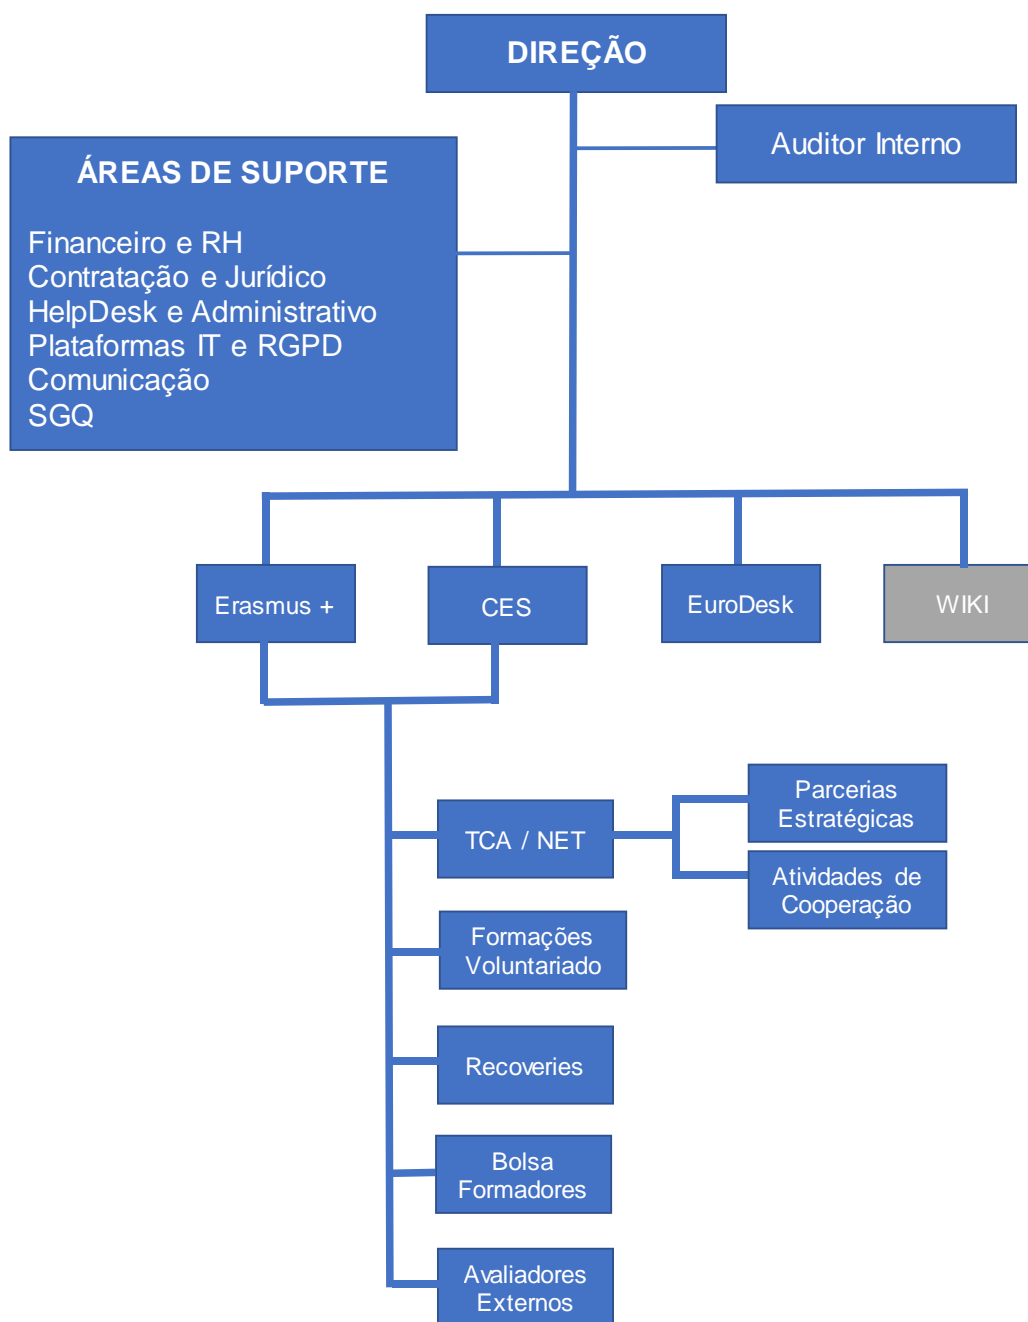 DIREÇÃO
Auditor Interno
ÁREAS DE SUPORTE
Financeiro e RH
Contratação e Jurídico
HelpDesk e Administrativo
Plataformas IT e RGPD
Comunicação
SGQ
Erasmus +
CES
EuroDesk
WIKI
TCA / NET
Parcerias
Estratégicas
Atividades de
Cooperação
Formações
Voluntariado
Recoveries
Bolsa
Formadores
Avaliadores
Externos